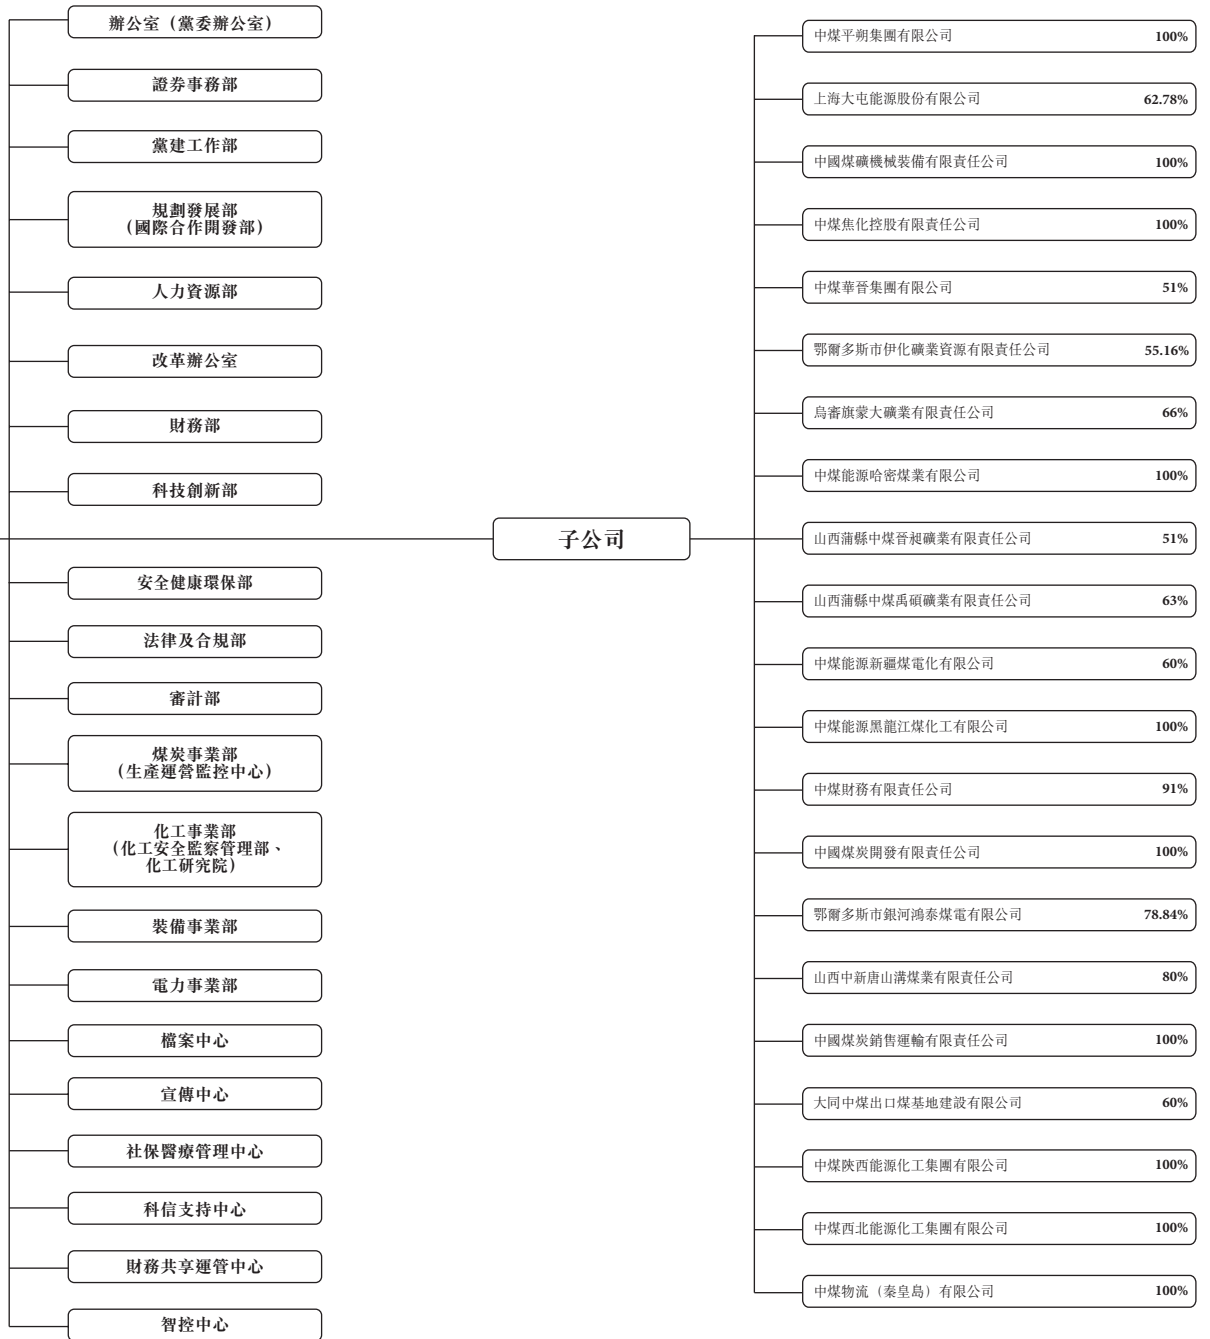 辦公室（黨委辦公室）
證券事務部
黨建工作部
規劃發展部
（國際合作開發部）
人力資源部
改革辦公室
財務部
科技創新部
安全健康環保部
法律及合規部
審計部
煤炭事業部
（生產運營監控中心）
化工事業部
（化工安全監察管理部、
化工研究院）
裝備事業部
電力事業部
檔案中心
宣傳中心
社保醫療管理中心
科信支持中心
財務共享運管中心
智控中心
子公司
中煤平朔集團有限公司 100%
上海大屯能源股份有限公司 62.78%
中國煤礦機械裝備有限責任公司 100%
中煤焦化控股有限責任公司 100%
中煤華晉集團有限公司 51%
鄂爾多斯市伊化礦業資源有限責任公司 55.16%
烏審旗蒙大礦業有限責任公司 66%
中煤能源哈密煤業有限公司 100%
山西蒲縣中煤晉昶礦業有限責任公司 51%
山西蒲縣中煤禹碩礦業有限責任公司 63%
中煤能源新疆煤電化有限公司 60%
中煤能源黑龍江煤化工有限公司 100%
中煤財務有限責任公司 91%
中國煤炭開發有限責任公司 100%
鄂爾多斯市銀河鴻泰煤電有限公司 78.84%
山西中新唐山溝煤業有限責任公司 80%
中國煤炭銷售運輸有限責任公司 100%
大同中煤出口煤基地建設有限公司 60%
中煤陝西能源化工集團有限公司 100%
中煤西北能源化工集團有限公司 100%
中煤物流（秦皇島）有限公司 100%